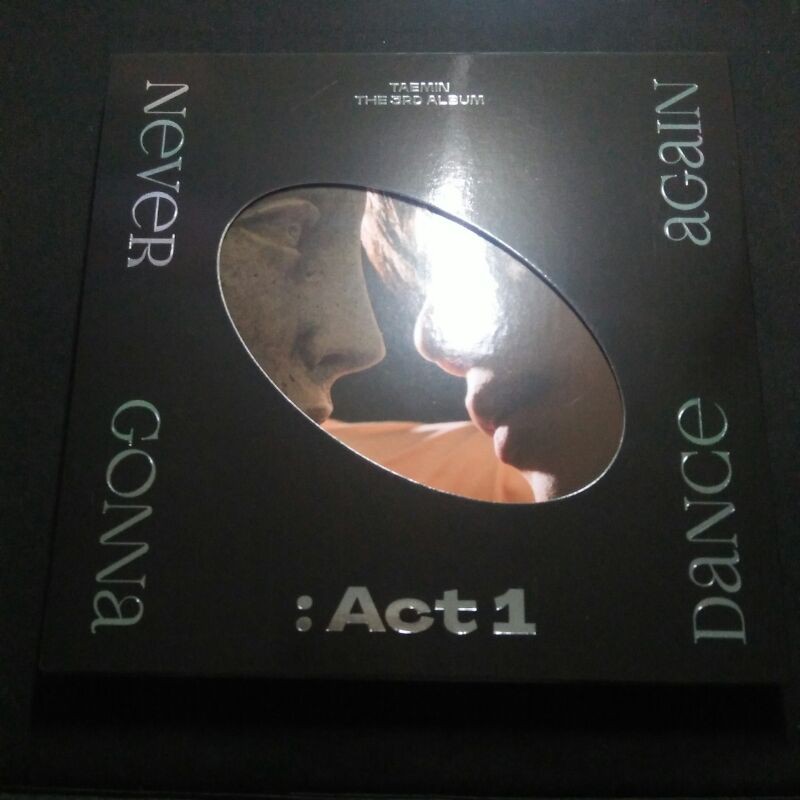 TAEMIN
THE 3RD ALBUM
NeveR
GONNa
DaNCe
aGaIN
:Act 1